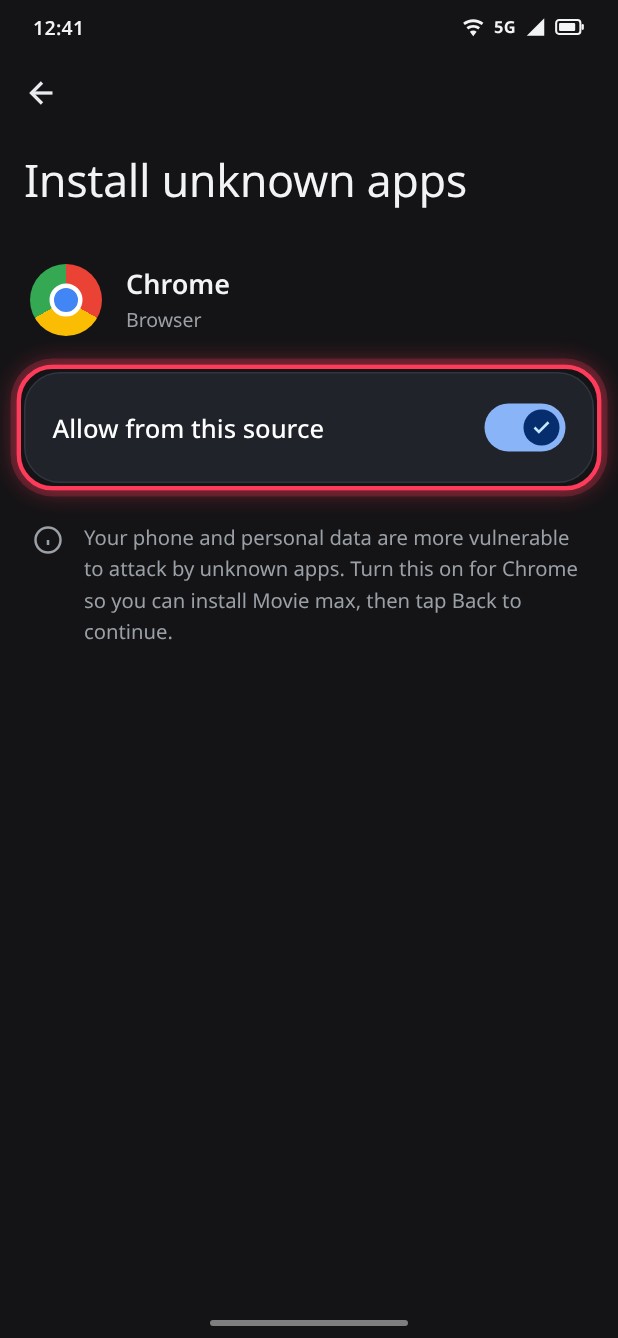 12:41
5G
Install unknown apps
Chrome
Browser
Allow from this source
Your phone and personal data are more vulnerable
to attack by unknown apps. Turn this on for Chrome
so you can install Movie max, then tap Back to
continue.